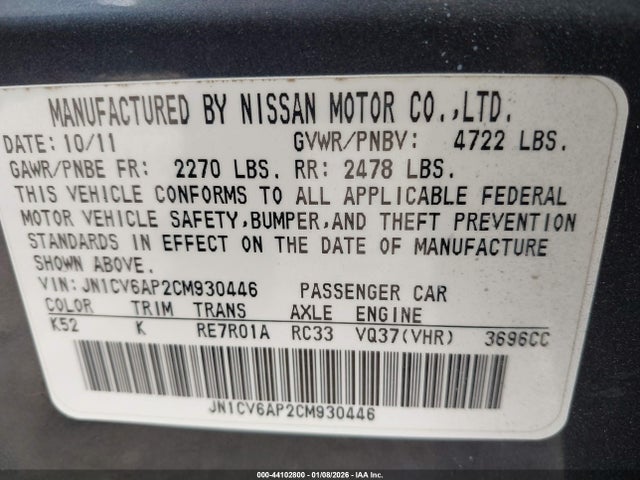 MANUFACTURED BY NISSAN MOTOR CO.,LTD.
DATE: 10/11 GVWR/PNBV: 4722 LBS.
GAWR/PNBE FR: 2270 LBS. RR: 2478 LBS.
THIS VEHICLE CONFORMS TO ALL APPLICABLE FEDERAL
MOTOR VEHICLE SAFETY,BUMPER,AND THEFT PREVENTION
STANDARDS IN EFFECT ON THE DATE OF MANUFACTURE
SHOWN ABOVE.
VIN: JN1CV6AP2CM930446 PASSENGER CAR
COLOR TRIM TRANS AXLE ENGINE
K52 K RE7R01A RC33 VQ37(VHR) 3696CC
JN1CV6AP2CM930446
000-44102800 - 01/08/2026 - IAA Inc.